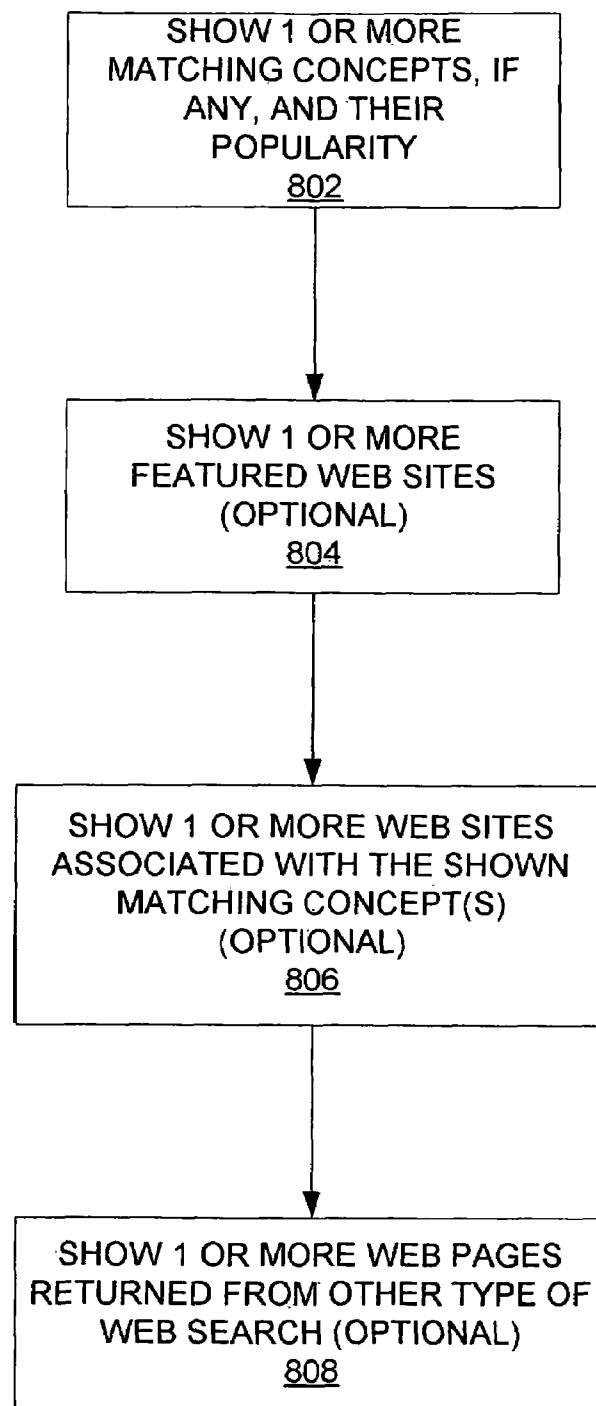 SHOW 1 OR MORE
MATCHING CONCEPTS, IF
ANY, AND THEIR
POPULARITY
802
SHOW 1 OR MORE
FEATURED WEB SITES
(OPTIONAL)
804
SHOW 1 OR MORE WEB SITES
ASSOCIATED WITH THE SHOWN
MATCHING CONCEPT(S)
(OPTIONAL)
806
SHOW 1 OR MORE WEB PAGES
RETURNED FROM OTHER TYPE OF
WEB SEARCH (OPTIONAL)
808